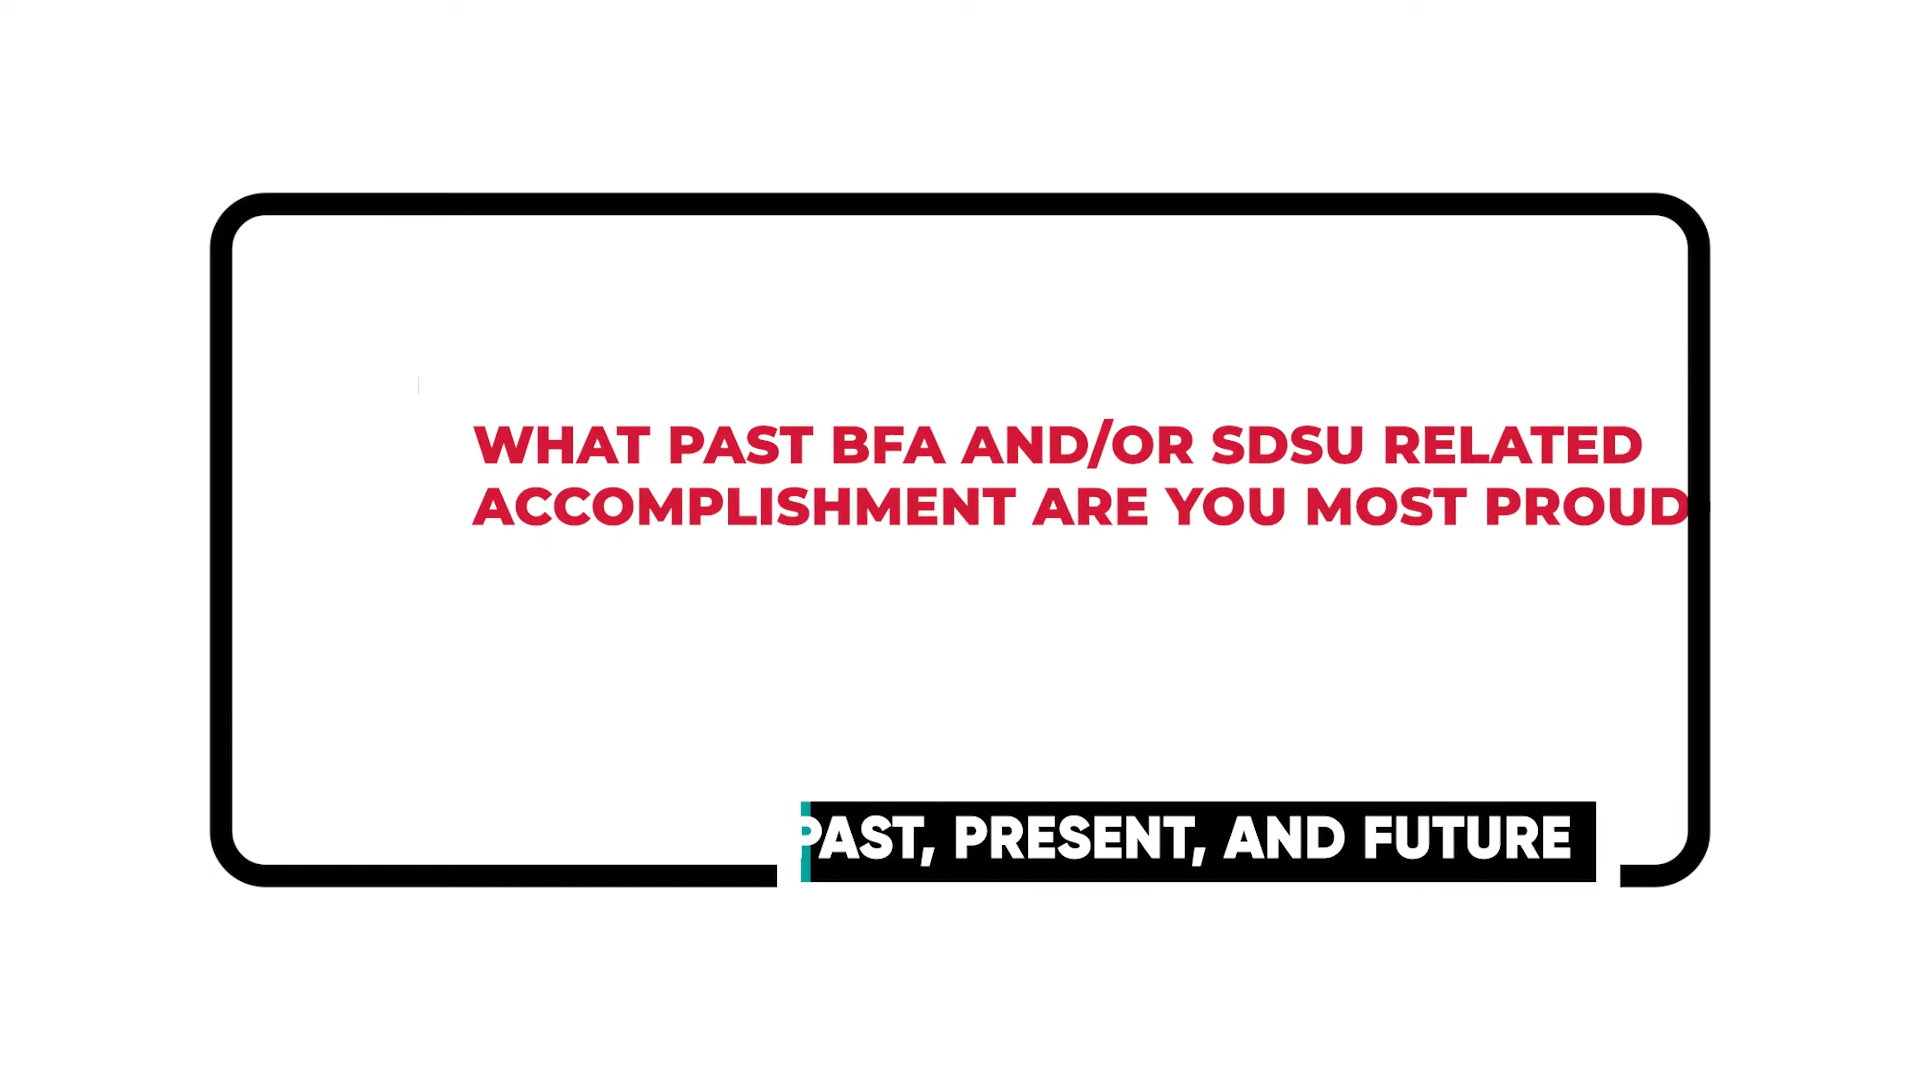 WHAT PAST BFA AND/OR SDSU RELATED
ACCOMPLISHMENT ARE YOU MOST PROUD
PAST, PRESENT, AND FUTURE